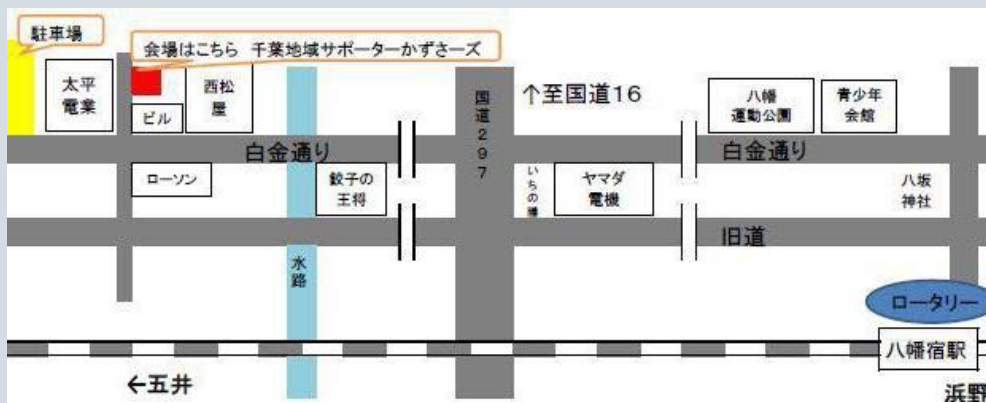 駐車場
会場はこちら 千葉地域サポーターかずさーズ
太平
電業
西松
屋
ビル
国道297
↑至国道16
八幡
運動公園
青少年
会館
白金通り
白金通り
ローソン
餃子の
王将
いちの
ヤマダ
電機
八坂
神社
旧道
水路
ロータリー
八幡宿駅
←五井
浜野